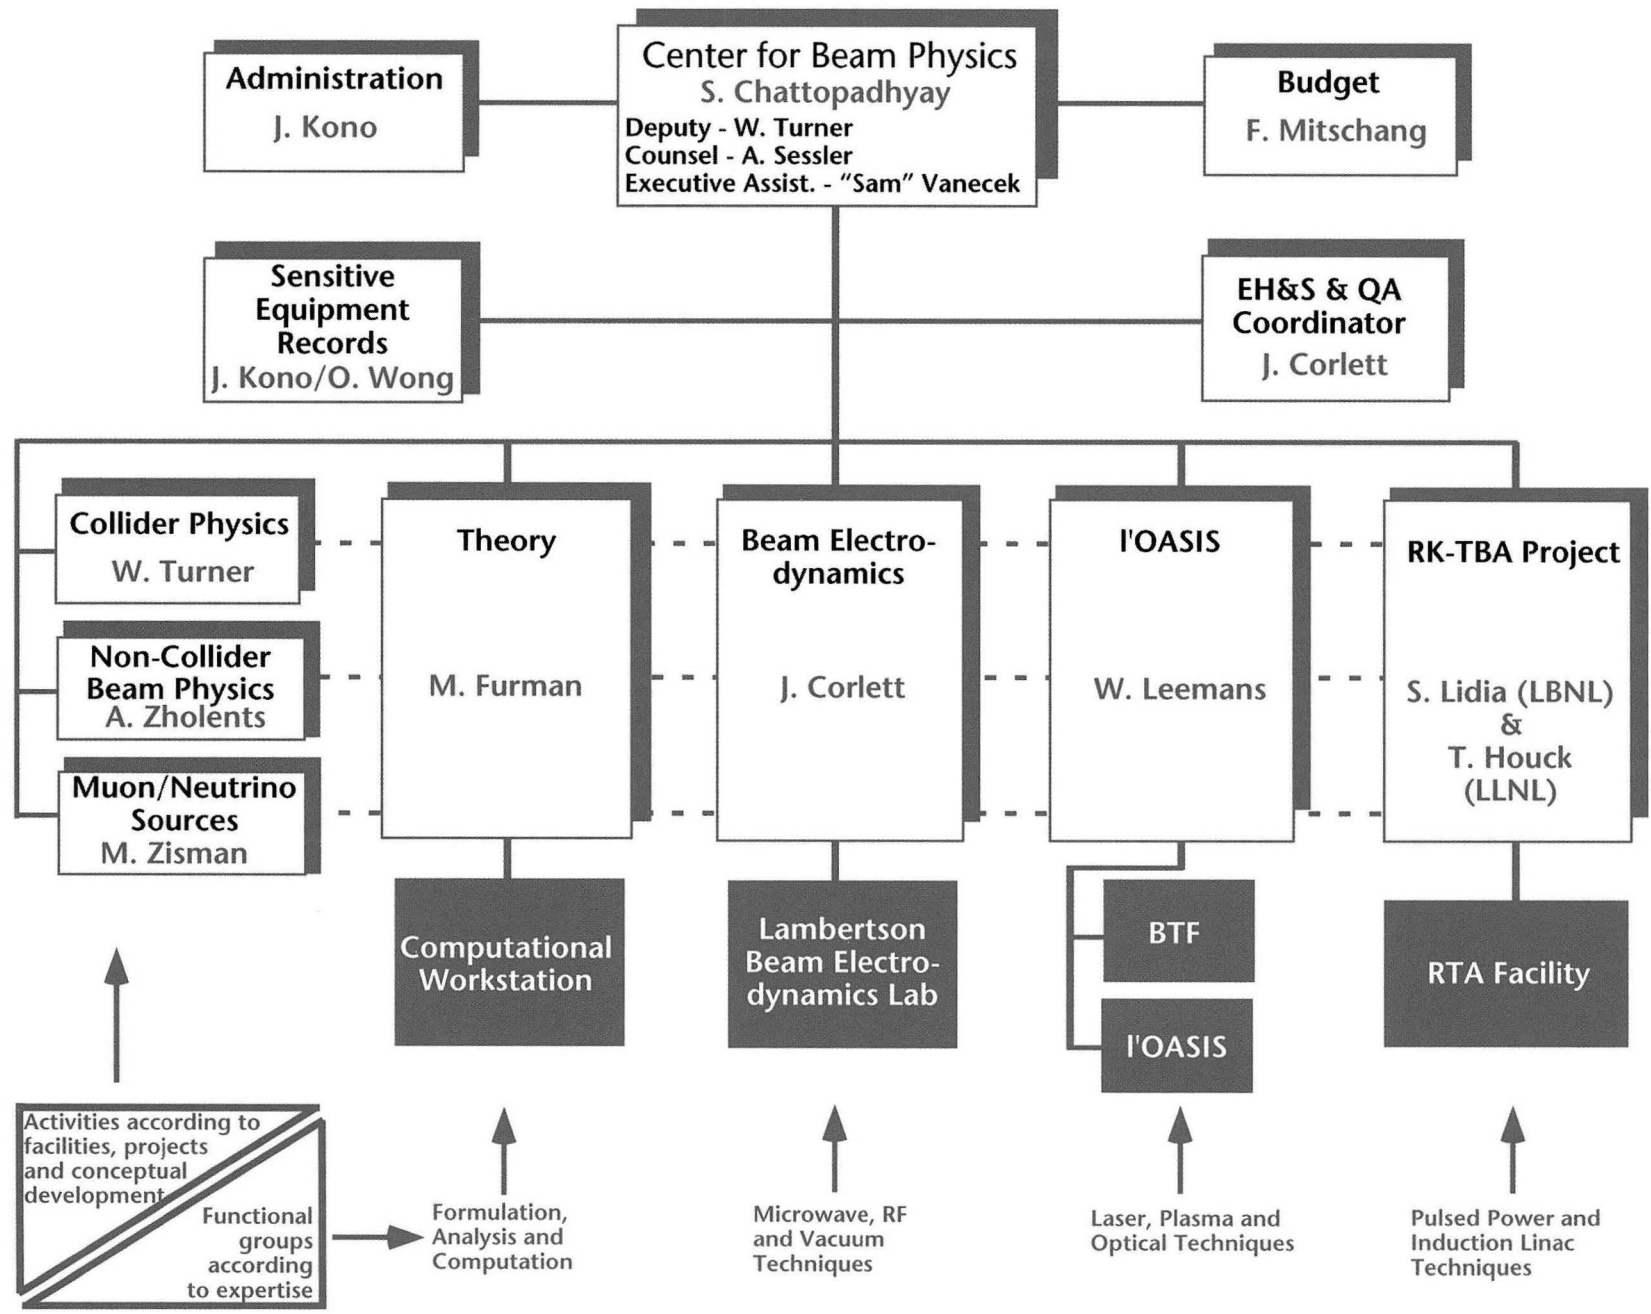 Center for Beam Physics
S. Chattopadhyay
Deputy - W. Turner
Counsel - A. Sessler
Executive Assist. - “Sam” Vanecek
Administration
J. Kono
Budget
F. Mitschang
Sensitive
Equipment
Records
J. Kono/O. Wong
EH&S & QA
Coordinator
J. Corlett
Collider Physics
W. Turner
Non-Collider
Beam Physics
A. Zholents
Muon/Neutrino
Sources
M. Zisman
Theory
M. Furman
Beam Electro-
dynamics
J. Corlett
l'OASIS
W. Leemans
RK-TBA Project
S. Lidia (LBNL)
&
T. Houck
(LLNL)
Computational
Workstation
Lambertson
Beam Electro-
dynamics Lab
BTF
l'OASIS
RTA Facility
Activities according to
facilities, projects
and conceptual
development
Functional
groups
according
to expertise
Formulation,
Analysis and
Computation
Microwave, RF
and Vacuum
Techniques
Laser, Plasma and
Optical Techniques
Pulsed Power and
Induction Linac
Techniques